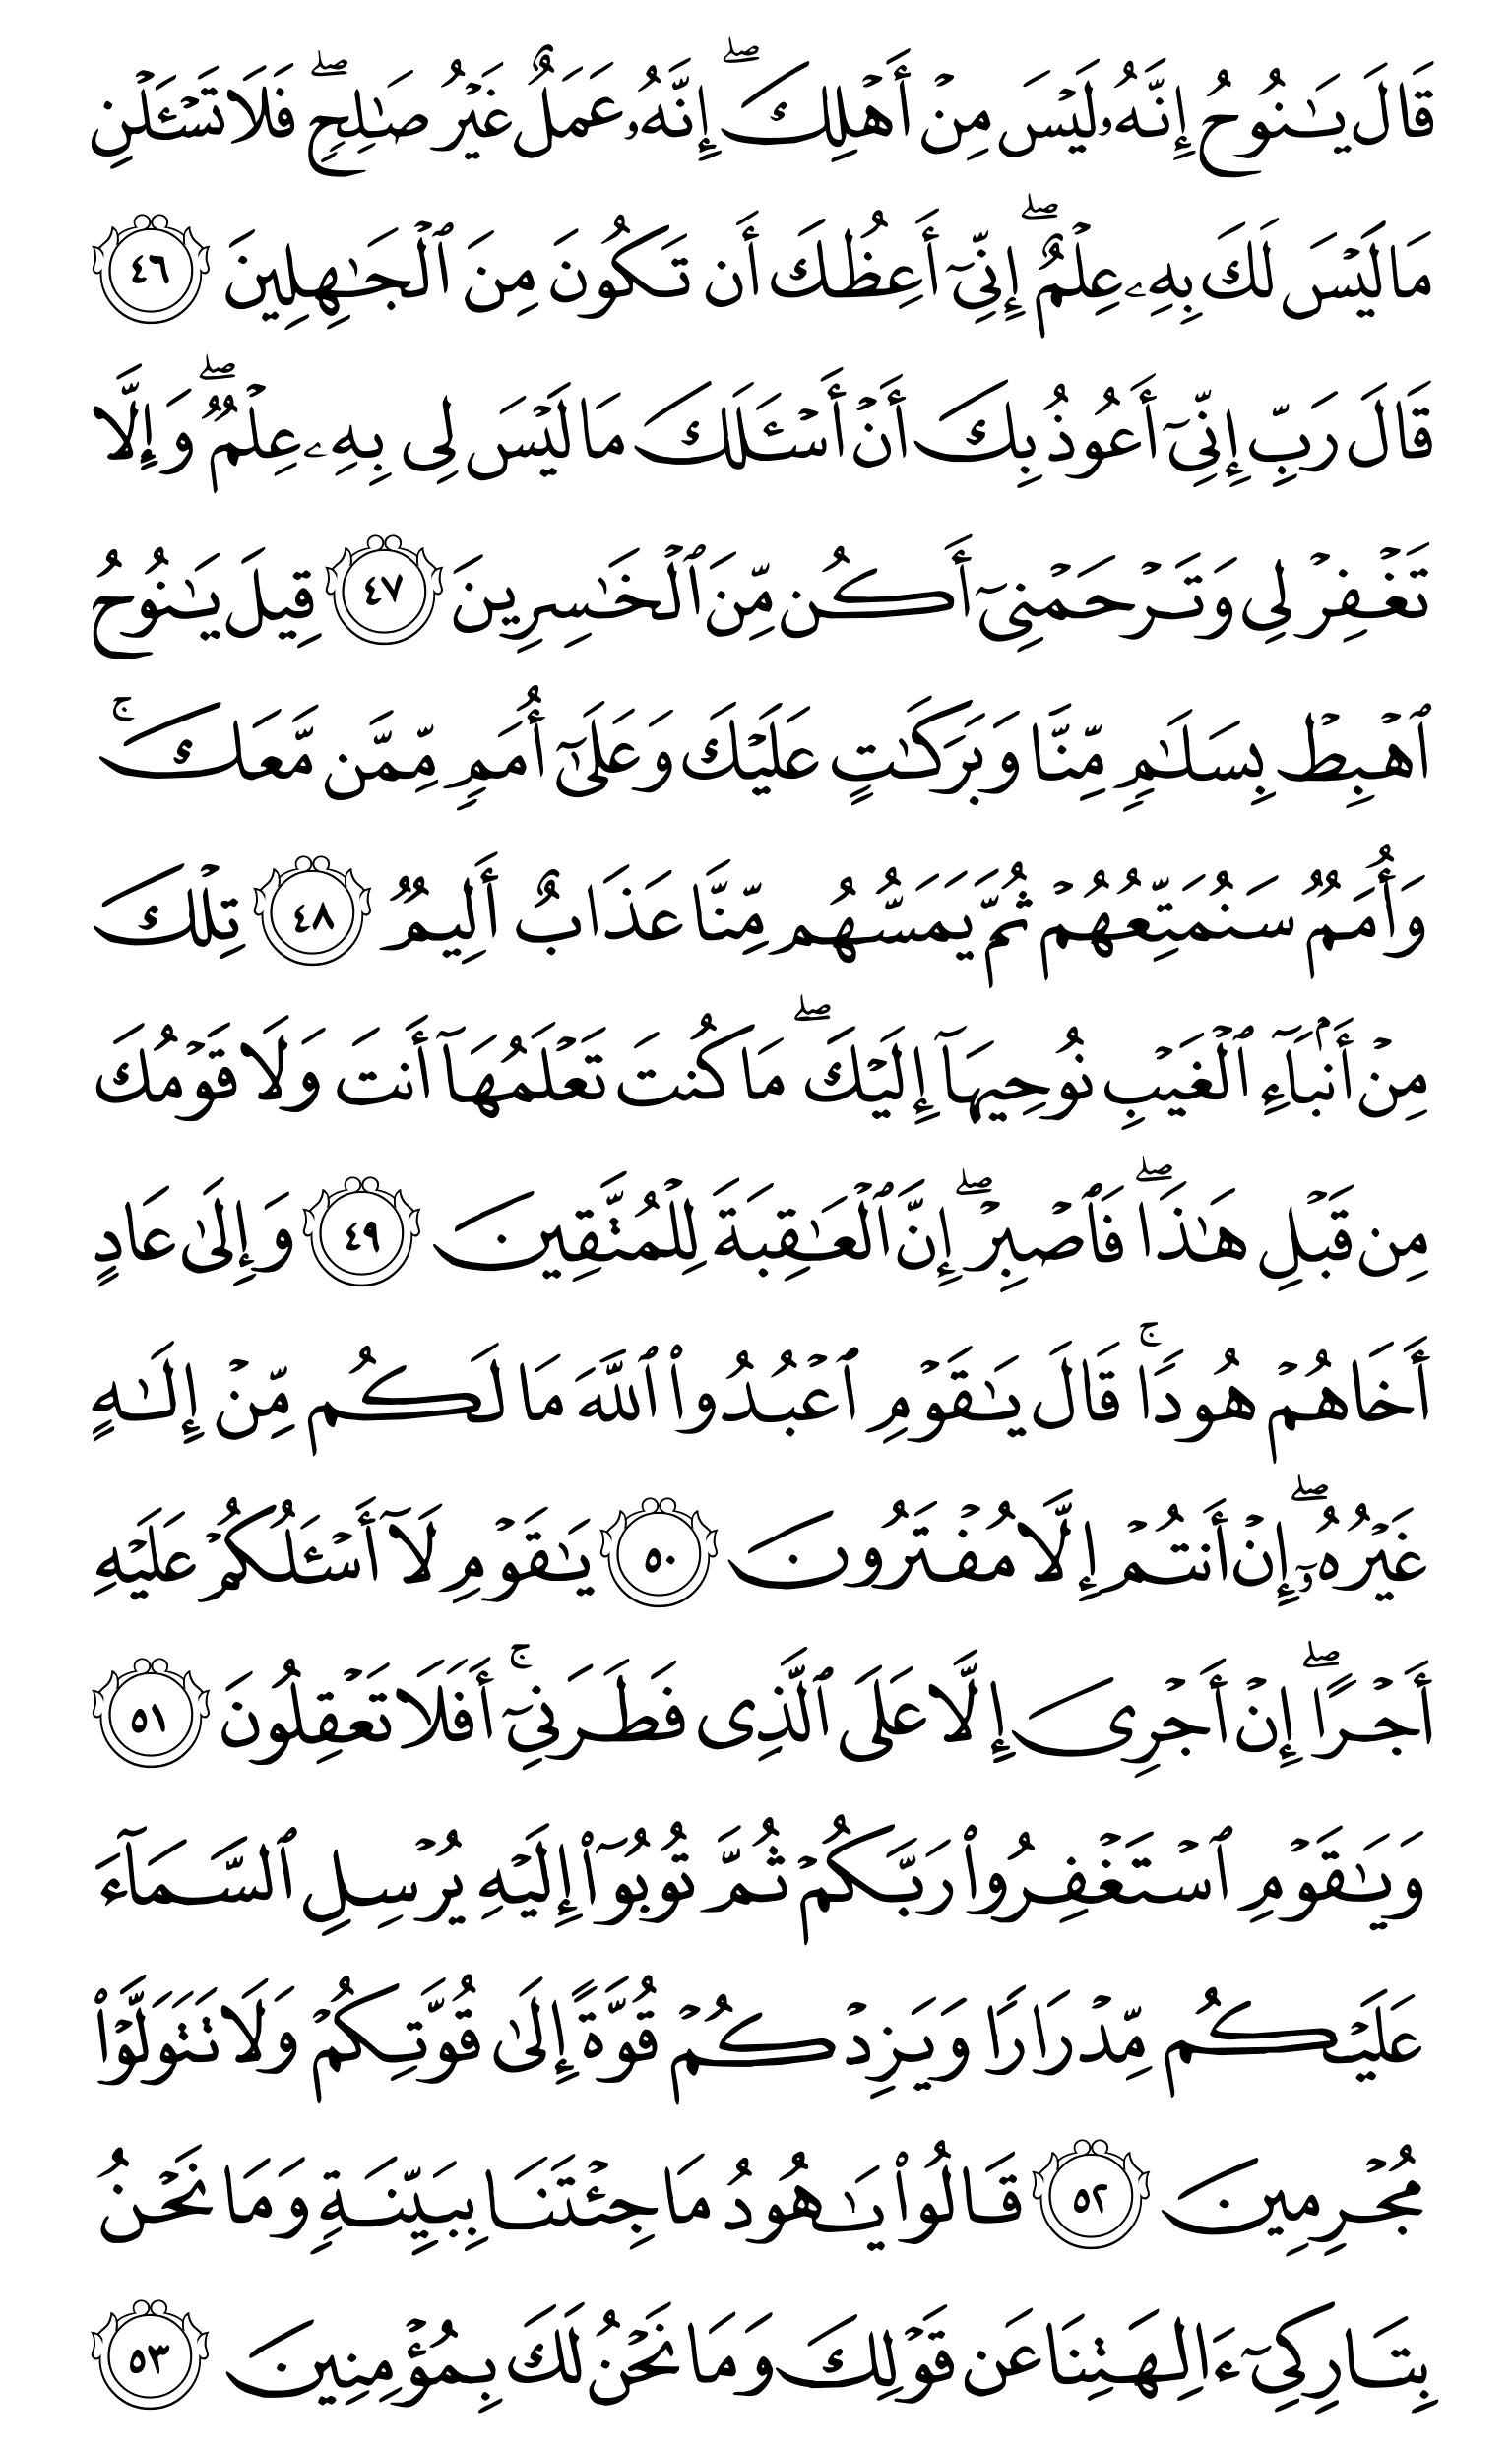 قَالَ يَـٰنُوحُ إِنَّهُۥ لَيۡسَ مِنۡ أَهۡلِكَۖ إِنَّهُۥ عَمَلٌ غَيۡرُ صَـٰلِحٖۖ فَلَا تَسۡـَٔلۡنِ
مَا لَيۡسَ لَكَ بِهِۦ عِلۡمٌۖ إِنِّيٓ أَعِظُكَ أَن تَكُونَ مِنَ ٱلۡجَـٰهِلِينَ ٤٦
قَالَ رَبِّ إِنِّيٓ أَعُوذُ بِكَ أَنۡ أَسۡـَٔلَكَ مَا لَيۡسَ لِي بِهِۦ عِلۡمٞۖ وَإِلَّا
تَغۡفِرۡ لِي وَتَرۡحَمۡنِيٓ أَكُن مِّنَ ٱلۡخَـٰسِرِينَ ٤٧ قِيلَ يَـٰنُوحُ
ٱهۡبِطۡ بِسَلَـٰمٖ مِّنَّا وَبَرَكَـٰتٍ عَلَيۡكَ وَعَلَىٰٓ أُمَمٖ مِّمَّن مَّعَكَۚ
وَأُمَمٞ سَنُمَتِّعُهُمۡ ثُمَّ يَمَسُّهُم مِّنَّا عَذَابٌ أَلِيمٞ ٤٨ تِلۡكَ
مِنۡ أَنۢبَآءِ ٱلۡغَيۡبِ نُوحِيهَآ إِلَيۡكَۖ مَا كُنتَ تَعۡلَمُهَآ أَنتَ وَلَا قَوۡمُكَ
مِن قَبۡلِ هَـٰذَاۖ فَٱصۡبِرۡۖ إِنَّ ٱلۡعَـٰقِبَةَ لِلۡمُتَّقِينَ ٤٩ وَإِلَىٰ عَادٍ
أَخَاهُمۡ هُودٗاۚ قَالَ يَـٰقَوۡمِ ٱعۡبُدُواْ ٱللَّهَ مَا لَكُم مِّنۡ إِلَـٰهٍ
غَيۡرُهُۥٓۖ إِنۡ أَنتُمۡ إِلَّا مُفۡتَرُونَ ٥٠ يَـٰقَوۡمِ لَآ أَسۡـَٔلُكُمۡ عَلَيۡهِ
أَجۡرًاۖ إِنۡ أَجۡرِيَ إِلَّا عَلَى ٱلَّذِي فَطَرَنِيٓۚ أَفَلَا تَعۡقِلُونَ ٥١
وَيَـٰقَوۡمِ ٱسۡتَغۡفِرُواْ رَبَّكُمۡ ثُمَّ تُوبُوٓاْ إِلَيۡهِ يُرۡسِلِ ٱلسَّمَآءَ
عَلَيۡكُم مِّدۡرَارٗا وَيَزِدۡكُمۡ قُوَّةً إِلَىٰ قُوَّتِكُمۡ وَلَا تَتَوَلَّوۡاْ
مُجۡرِمِينَ ٥٢ قَالُواْ يَـٰهُودُ مَا جِئۡتَنَا بِبَيِّنَةٖ وَمَا نَحۡنُ
بِتَارِكِيٓ ءَالِهَتِنَا عَن قَوۡلِكَ وَمَا نَحۡنُ لَكَ بِمُؤۡمِنِينَ ٥٣